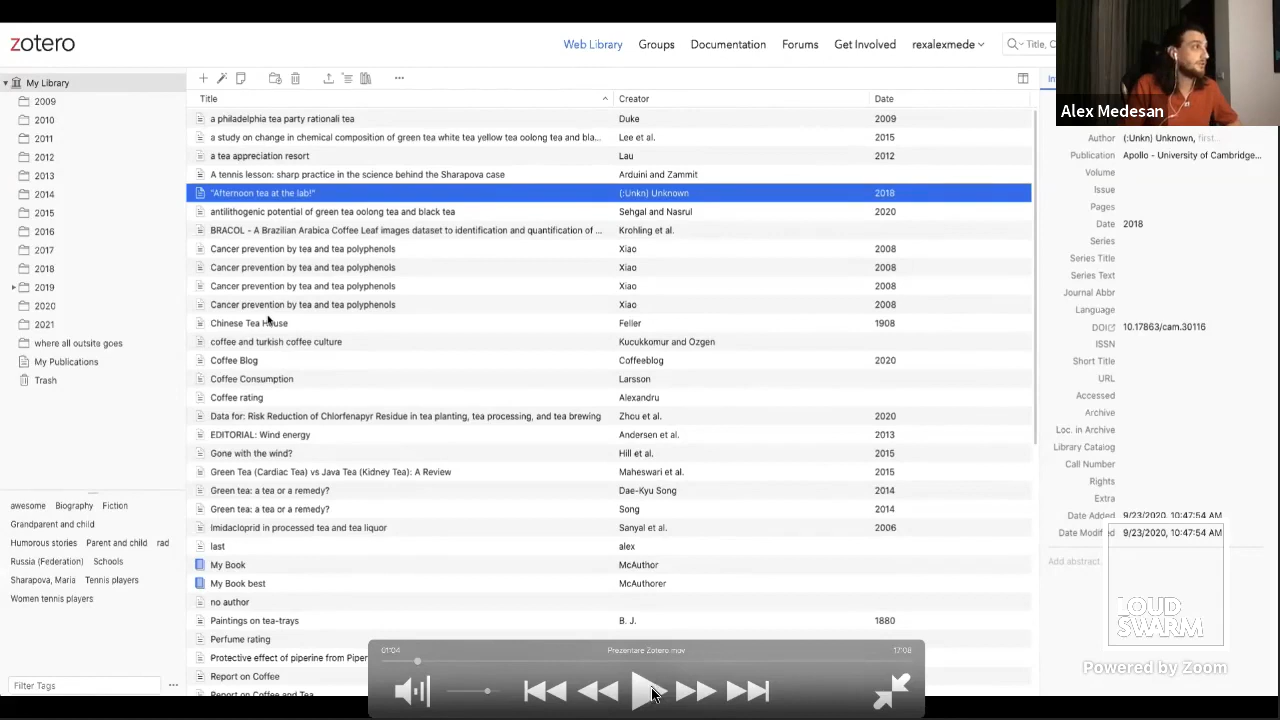 zotero
Web Library Groups Documentation Forums Get Involved rexalexmede Title, C
Alex Medesan
My Library
2009
2010
2011
2012
2013
2014
2015
2016
2017
2018
2019
2020
2021
where all outsite goes
My Publications
Trash
Title Creator Date
a philadelphia tea party rationali tea Duke 2009
a study on change in chemical composition of green tea white tea yellow tea oolong tea and bla... Lee et al. 2015
a tea appreciation resort Lau 2012
A tennis lesson: sharp practice in the science behind the Sharapova case Arduini and Zammit
"Afternoon tea at the lab!" (:Unkn) Unknown 2018
antilithogenic potential of green tea oolong tea and black tea Sehgal and Nasrul 2020
BRACOL - A Brazilian Arabica Coffee Leaf images dataset to identification and quantification of ... Krohling et al.
Cancer prevention by tea and tea polyphenols Xiao 2008
Cancer prevention by tea and tea polyphenols Xiao 2008
Cancer prevention by tea and tea polyphenols Xiao 2008
Cancer prevention by tea and tea polyphenols Xiao 2008
Chinese Tea House Feller 1908
coffee and turkish coffee culture Kucukkomur and Ozgen
Coffee Blog Coffeeblog 2020
Coffee Consumption Larsson
Coffee rating Alexandru
Data for: Risk Reduction of Chlorfenapyr Residue in tea planting, tea processing, and tea brewing Zhou et al. 2020
EDITORIAL: Wind energy Andersen et al. 2013
Gone with the wind? Hill et al. 2015
Green Tea (Cardiac Tea) vs Java Tea (Kidney Tea): A Review Maheswari et al. 2015
Green tea: a tea or a remedy? Dae-Kyu Song 2014
Green tea: a tea or a remedy? Song 2014
Imidacloprid in processed tea and tea liquor Sanyal et al. 2006
last alex
My Book McAuthor
My Book best McAuthorer
no author
Paintings on tea-trays B. J. 1880
Perfume rating
Protective effect of piperine from Piper
Report on Coffee
Report on Coffee and Tea
Author (:Unkn) Unknown, first...
Publication Apollo - University of Cambridge...
Volume
Issue
Pages
Date 2018
Series
Series Title
Series Text
Journal Abbr
Language
DOI 10.17863/cam.30116
ISSN
Short Title
URL
Accessed
Archive
Loc. in Archive
Library Catalog
Call Number
Rights
Extra
Date Added 9/23/2020, 10:47:54 AM
Date Modified 9/23/2020, 10:47:54 AM
Add abstract.
awesome Biography Fiction
Grandparent and child
Humorous stories Parent and child rad
Russia (Federation) Schools
Sharapova, Maria Tennis players
Women tennis players
Filter Tags
01:04 Prezentare Zotero.mov 17:08
LOUD
SWARM
Powered by Zoom